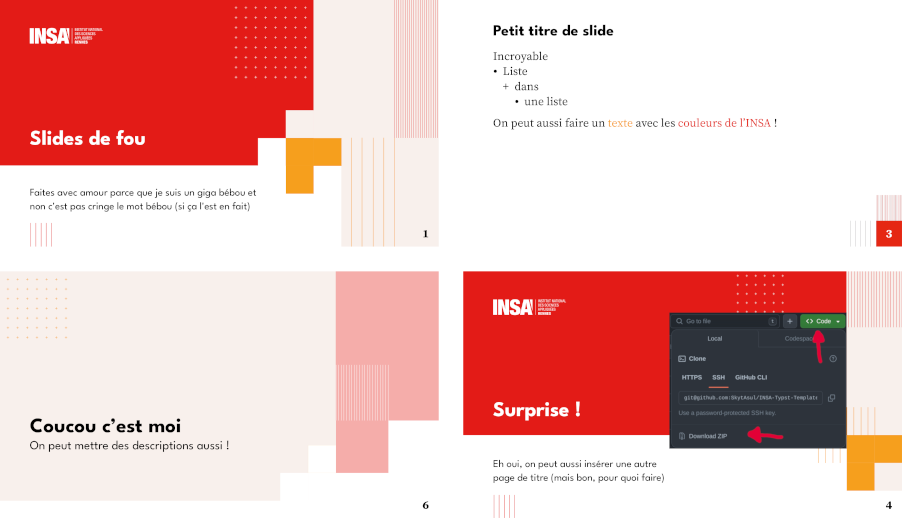 INSA
INSTITUT NATIONAL
DES SCIENCES
APPLIQUÉES
RENNES
Slides de fou
Faites avec amour parce que je suis un giga bébou et
non c'est pas cringe le mot bébou (si ça l'est en fait)
1
Petit titre de slide
Incroyable
• Liste
+ dans
• une liste
On peut aussi faire un texte avec les couleurs de l'INSA !
3
Coucou c'est moi
On peut mettre des descriptions aussi !
6
INSA
INSTITUT NATIONAL
DES SCIENCES
APPLIQUÉES
RENNES
Surprise !
Go to file
+
<> Code
Local
Codespac
Clone
HTTPS SSH GitHub CLI
git@github.com:SkytAsul/INSA-Typst-Template
Use a password-protected SSH key.
Download ZIP
Eh oui, on peut aussi insérer une autre
page de titre (mais bon, pour quoi faire)
4